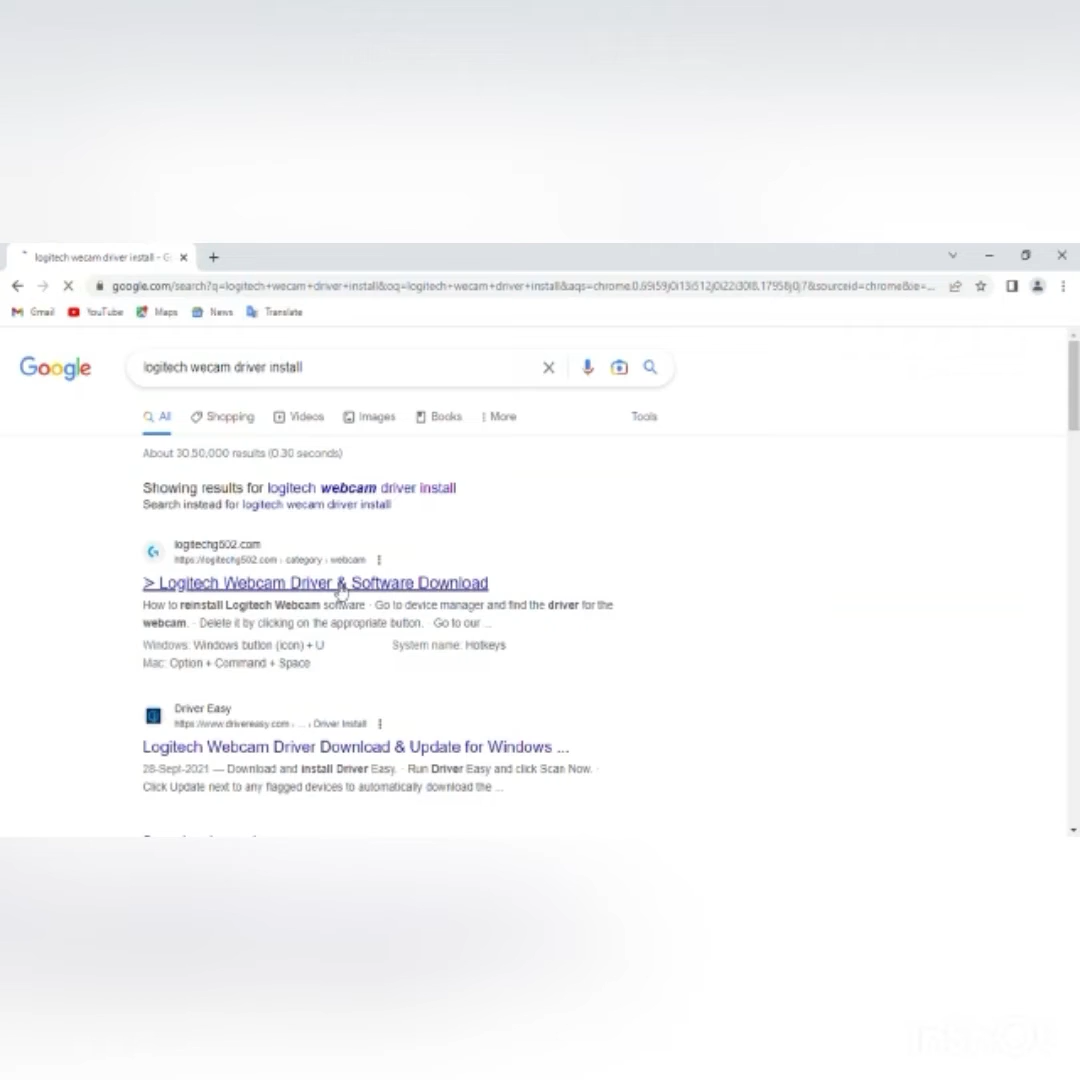 logitech wecam driver install - G
google.com/search?q=logitech+wecam+driver+install&oq=logitech+wecam+driver+install&aqs=chrome.0.69i59j0i13i512j0i22i30l8.17958j0j7&sourceid=chrome&ie=...
Gmail YouTube Maps News Translate
Google logitech wecam driver install
All Shopping Videos Images Books More Tools
About 30,50,000 results (0.30 seconds)
Showing results for logitech webcam driver install
Search instead for logitech wecam driver install
logitechg502.com
https://logitechg502.com › category › webcam
> Logitech Webcam Driver & Software Download
How to reinstall Logitech Webcam software · Go to device manager and find the driver for the
webcam. · Delete it by clicking on the appropriate button. · Go to our ...
Windows: Windows button (icon) + U System name: Hotkeys
Mac: Option + Command + Space
Driver Easy
https://www.drivereasy.com › ... › Driver Install
Logitech Webcam Driver Download & Update for Windows ...
28-Sept-2021 — Download and install Driver Easy. · Run Driver Easy and click Scan Now. ·
Click Update next to any flagged devices to automatically download the ...